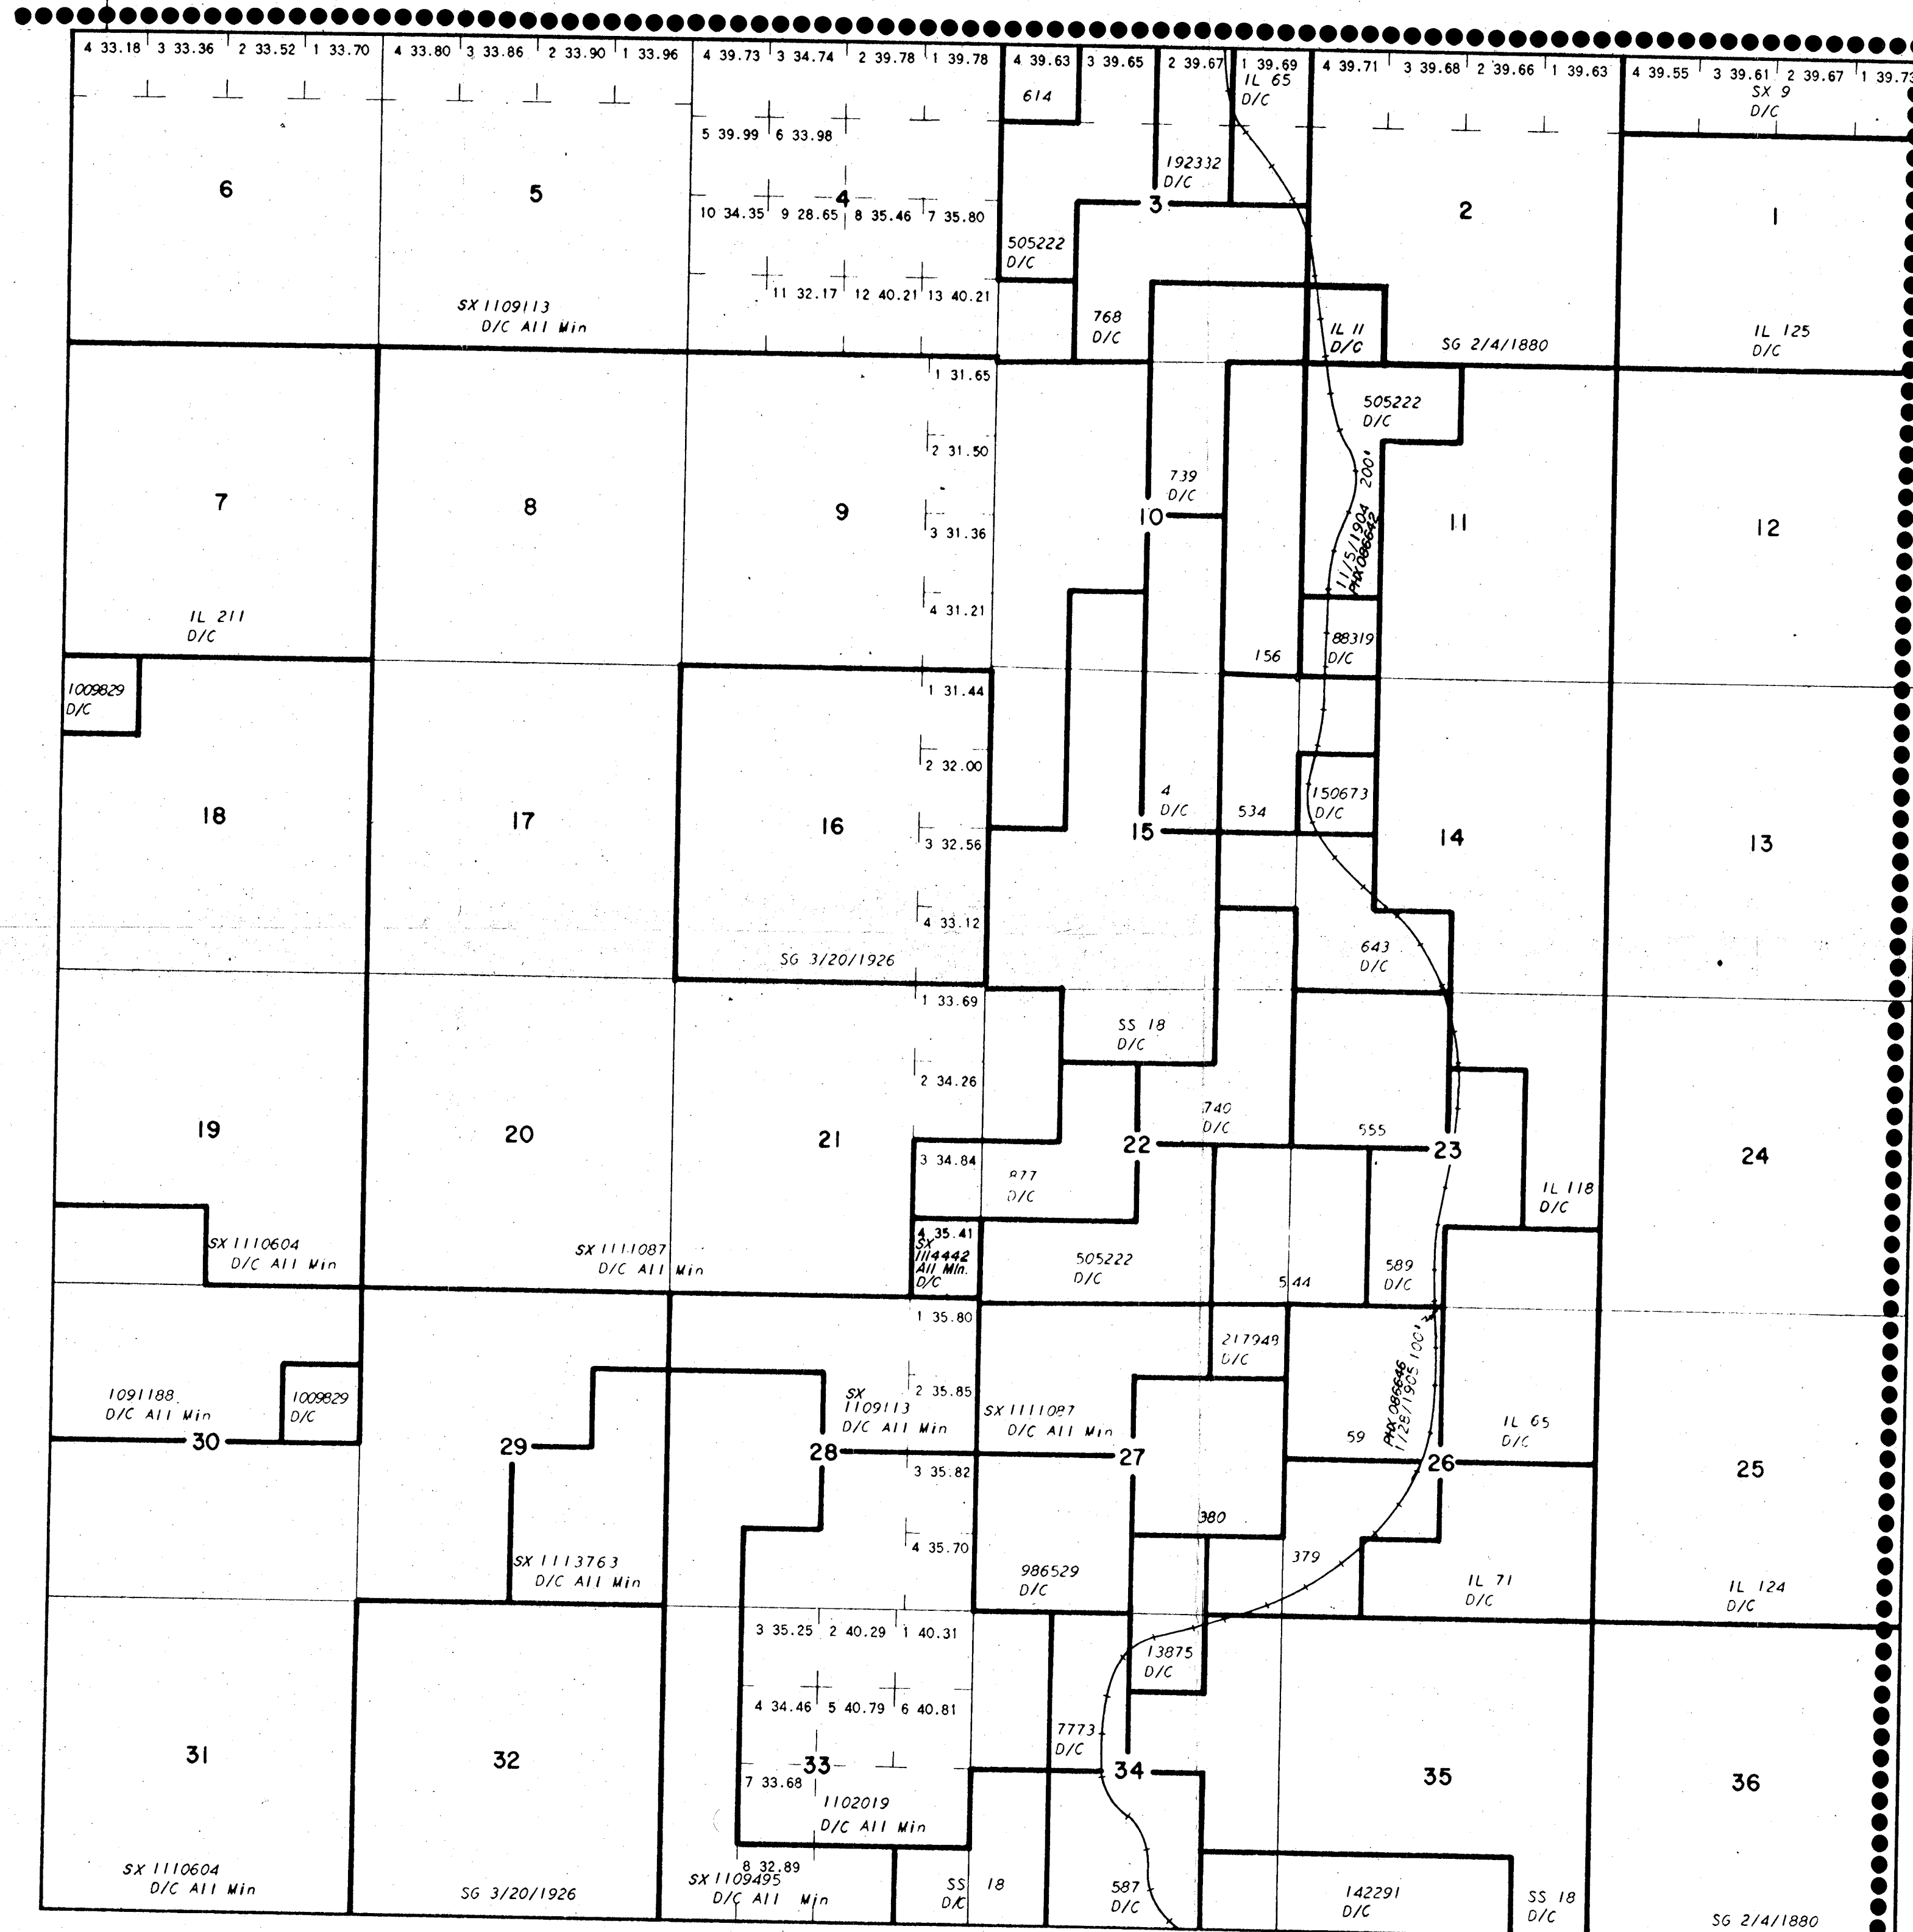 4 33.18 3 33.36 2 33.52 1 33.70 4 33.80 3 33.86 2 33.90 1 33.96 4 39.73 3 34.74 2 39.78 1 39.78 4 39.63 3 39.65 2 39.67 1 39.69 4 39.71 3 39.68 2 39.66 1 39.63 4 39.55 3 39.61 2 39.67 1 39.73
IL 65
D/C
SX 9
D/C
614
5 39.99 6 33.98
192332
D/C
6
5
4
3
2
1
10 34.35 9 28.65 8 35.46 7 35.80
505222
D/C
11 32.17 12 40.21 13 40.21
SX 1109113
D/C All Min
768
D/C
IL 11
D/C
SG 2/4/1880
IL 125
D/C
1 31.65
505222
D/C
2 31.50
739
D/C
7
8
9
10
11
12
3 31.36
11/5/1904 200'
PHX 086642
4 31.21
IL 211
D/C
88319
D/C
156
1009829
D/C
1 31.44
2 32.00
4
D/C
534
150673
D/C
18
17
16
15
14
13
3 32.56
4 33.12
643
D/C
SG 3/20/1926
1 33.69
SS 18
D/C
2 34.26
740
D/C
555
19
20
21
22
23
24
3 34.84
877
D/C
IL 118
D/C
SX 1110604
D/C All Min
SX 1111087
D/C All Min
4 35.41
SX
1114442
All Min.
D/C
505222
D/C
544
589
D/C
1 35.80
217949
D/C
1091188
D/C All Min
1009829
D/C
2 35.85
SX
1109113
D/C All Min
SX 1111087
D/C All Min
59
PHX 086646
1/28/1905 100'
IL 65
D/C
30
29
28
27
26
25
3 35.82
380
4 35.70
SX 1113763
D/C All Min
986529
D/C
379
IL 71
D/C
IL 124
D/C
3 35.25 2 40.29 1 40.31
13875
D/C
4 34.46 5 40.79 6 40.81
7773
D/C
31
32
33
34
35
36
7 33.68
1102019
D/C All Min
8 32.89
SX 1110604
D/C All Min
SG 3/20/1926
SX 1109495
D/C All Min
SS 18
D/C
587
D/C
142291
D/C
SS 18
D/C
SG 2/4/1880